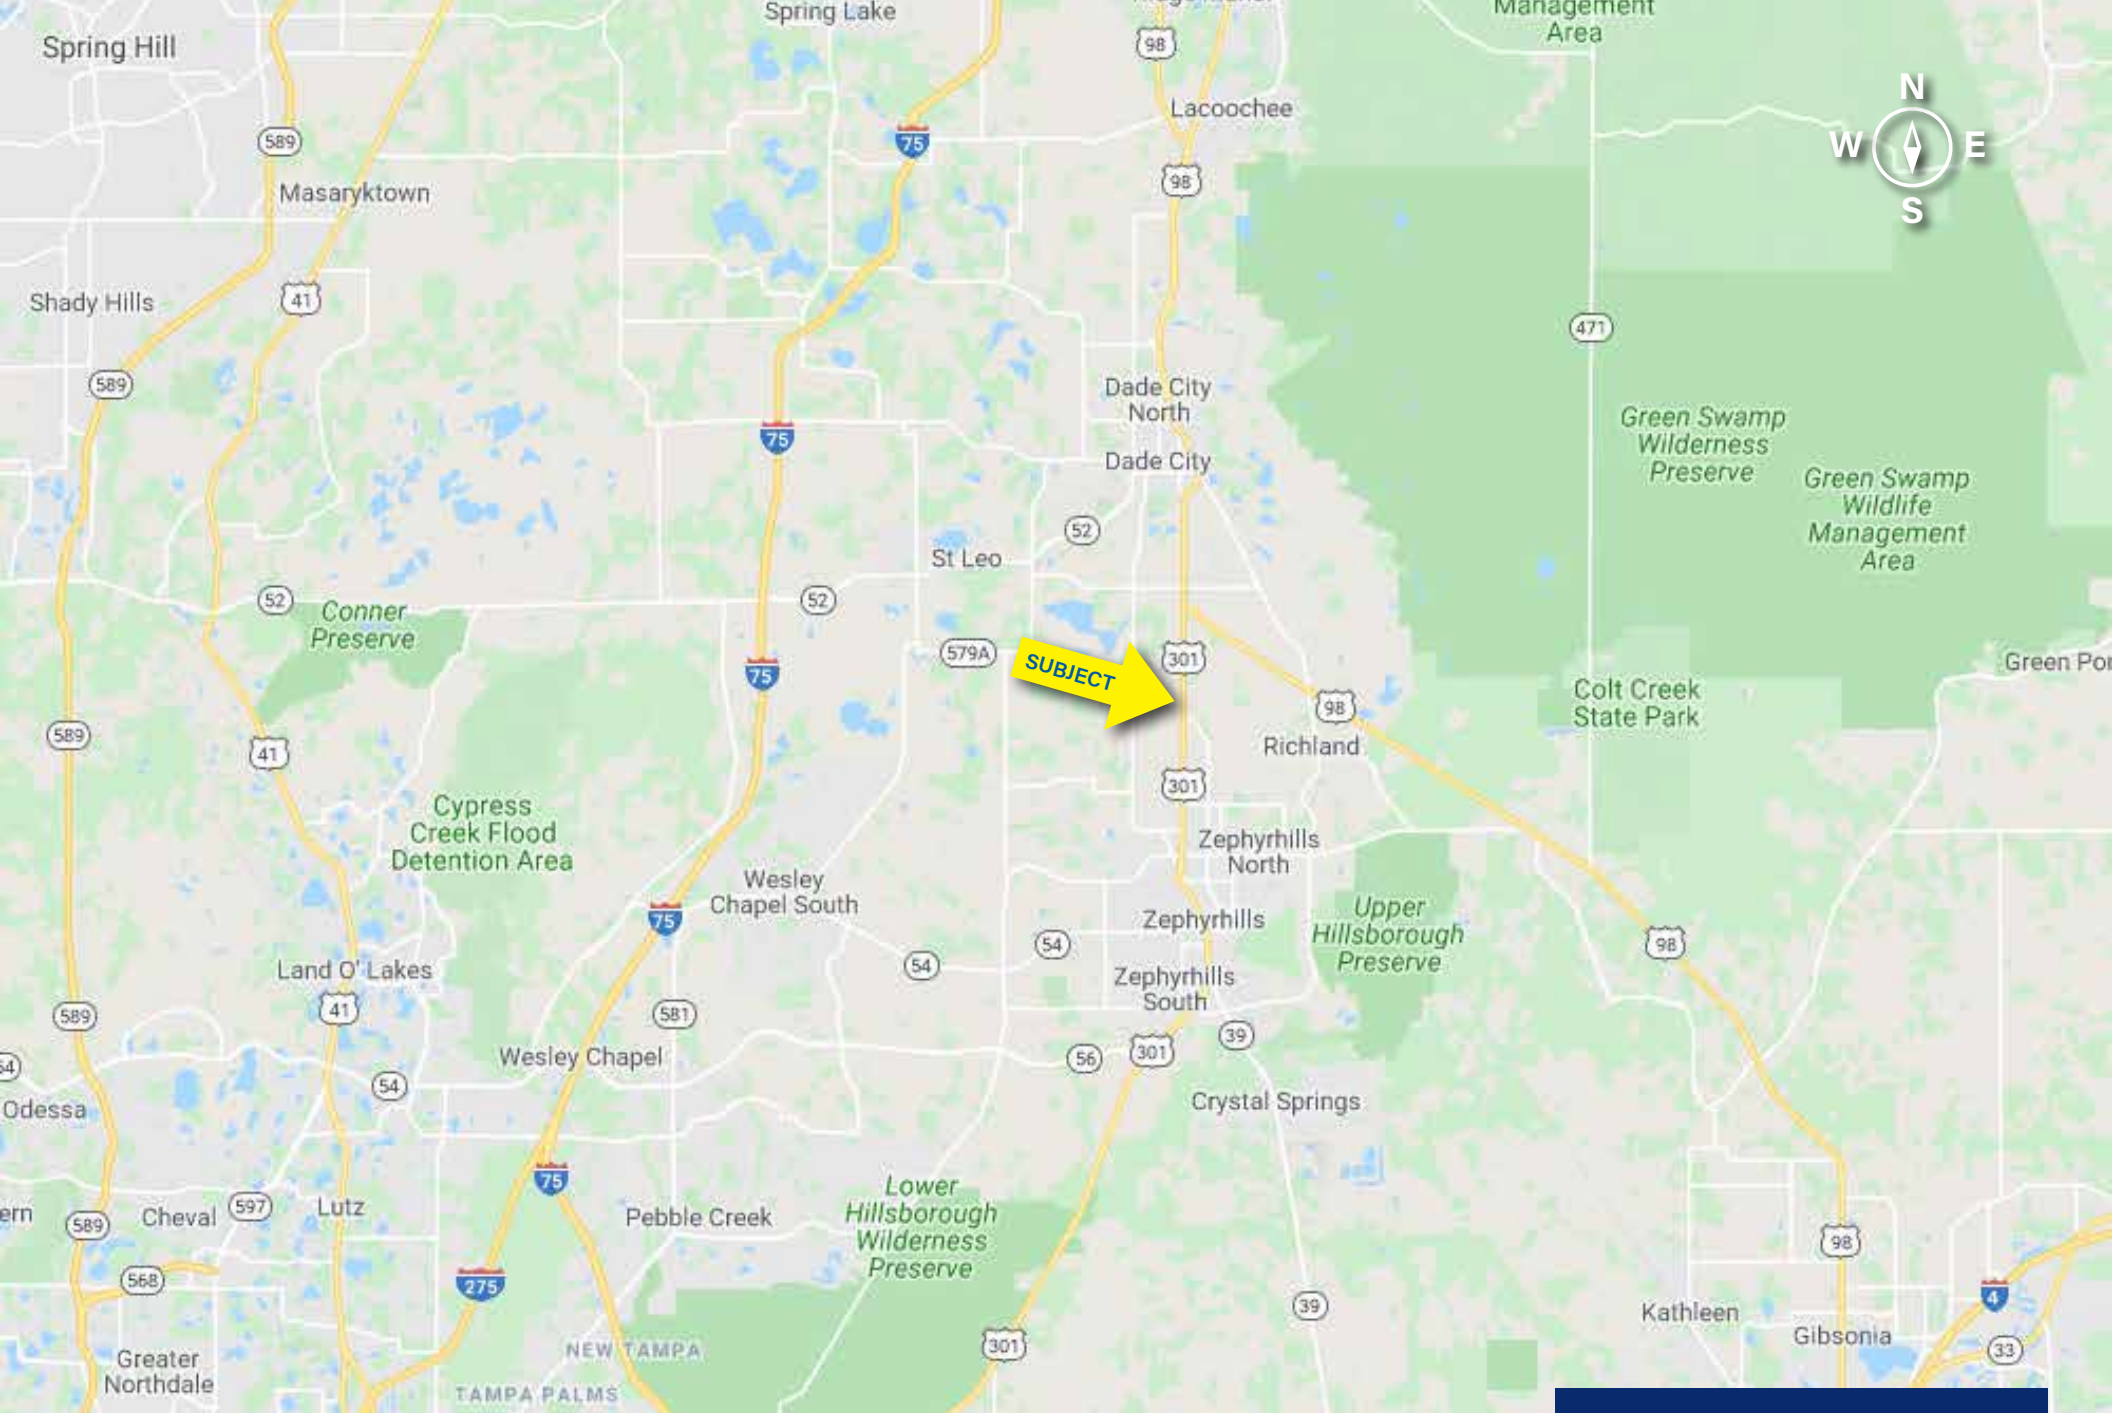 Spring Lake
Management
Area
Spring Hill
98
N
W
E
S
Lacoochee
589
75
98
Masaryktown
41
Shady Hills
471
589
Dade City
North
Green Swamp
Wilderness
Preserve
75
Dade City
Green Swamp
Wildlife
Management
Area
52
St Leo
52
52
Conner
Preserve
579A
SUBJECT
301
Green Por
75
Colt Creek
State Park
98
589
41
Richland
301
Cypress
Creek Flood
Detention Area
Zephyrhills
North
Wesley
Chapel South
75
Zephyrhills
Upper
Hillsborough
Preserve
54
98
54
Land O' Lakes
Zephyrhills
South
41
589
581
39
Wesley Chapel
56
301
54
54
Odessa
Crystal Springs
75
Lower
Hillsborough
Wilderness
Preserve
ern
589
Cheval
597
Lutz
Pebble Creek
98
568
275
4
39
Kathleen
Gibsonia
NEW TAMPA
301
33
Greater
Northdale
TAMPA PALMS